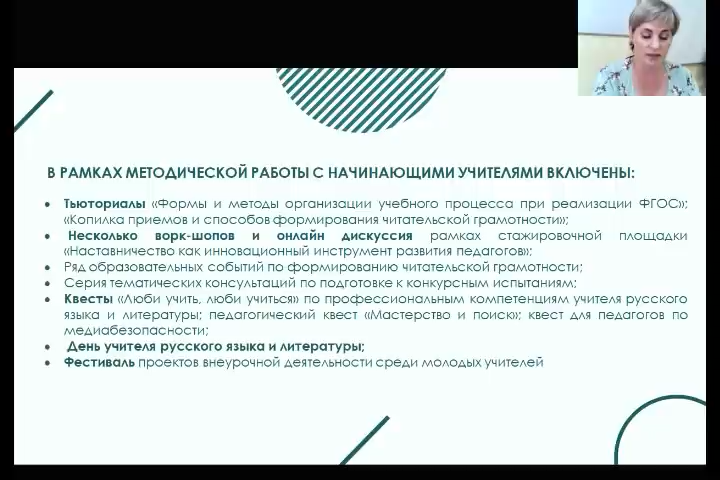 В РАМКАХ МЕТОДИЧЕСКОЙ РАБОТЫ С НАЧИНАЮЩИМИ УЧИТЕЛЯМИ ВКЛЮЧЕНЫ:
• Тьюториалы «Формы и методы организации учебного процесса при реализации ФГОС»;
«Копилка приемов и способов формирования читательской грамотности»;
• Несколько ворк-шопов и онлайн дискуссия рамках стажировочной площадки
«Наставничество как инновационный инструмент развития педагогов»;
• Ряд образовательных событий по формированию читательской грамотности;
• Серия тематических консультаций по подготовке к конкурсным испытаниям;
• Квесты «Люби учить, люби учиться» по профессиональным компетенциям учителя русского
языка и литературы; педагогический квест «Мастерство и поиск»; квест для педагогов по
медиабезопасности;
• День учителя русского языка и литературы;
• Фестиваль проектов внеурочной деятельности среди молодых учителей